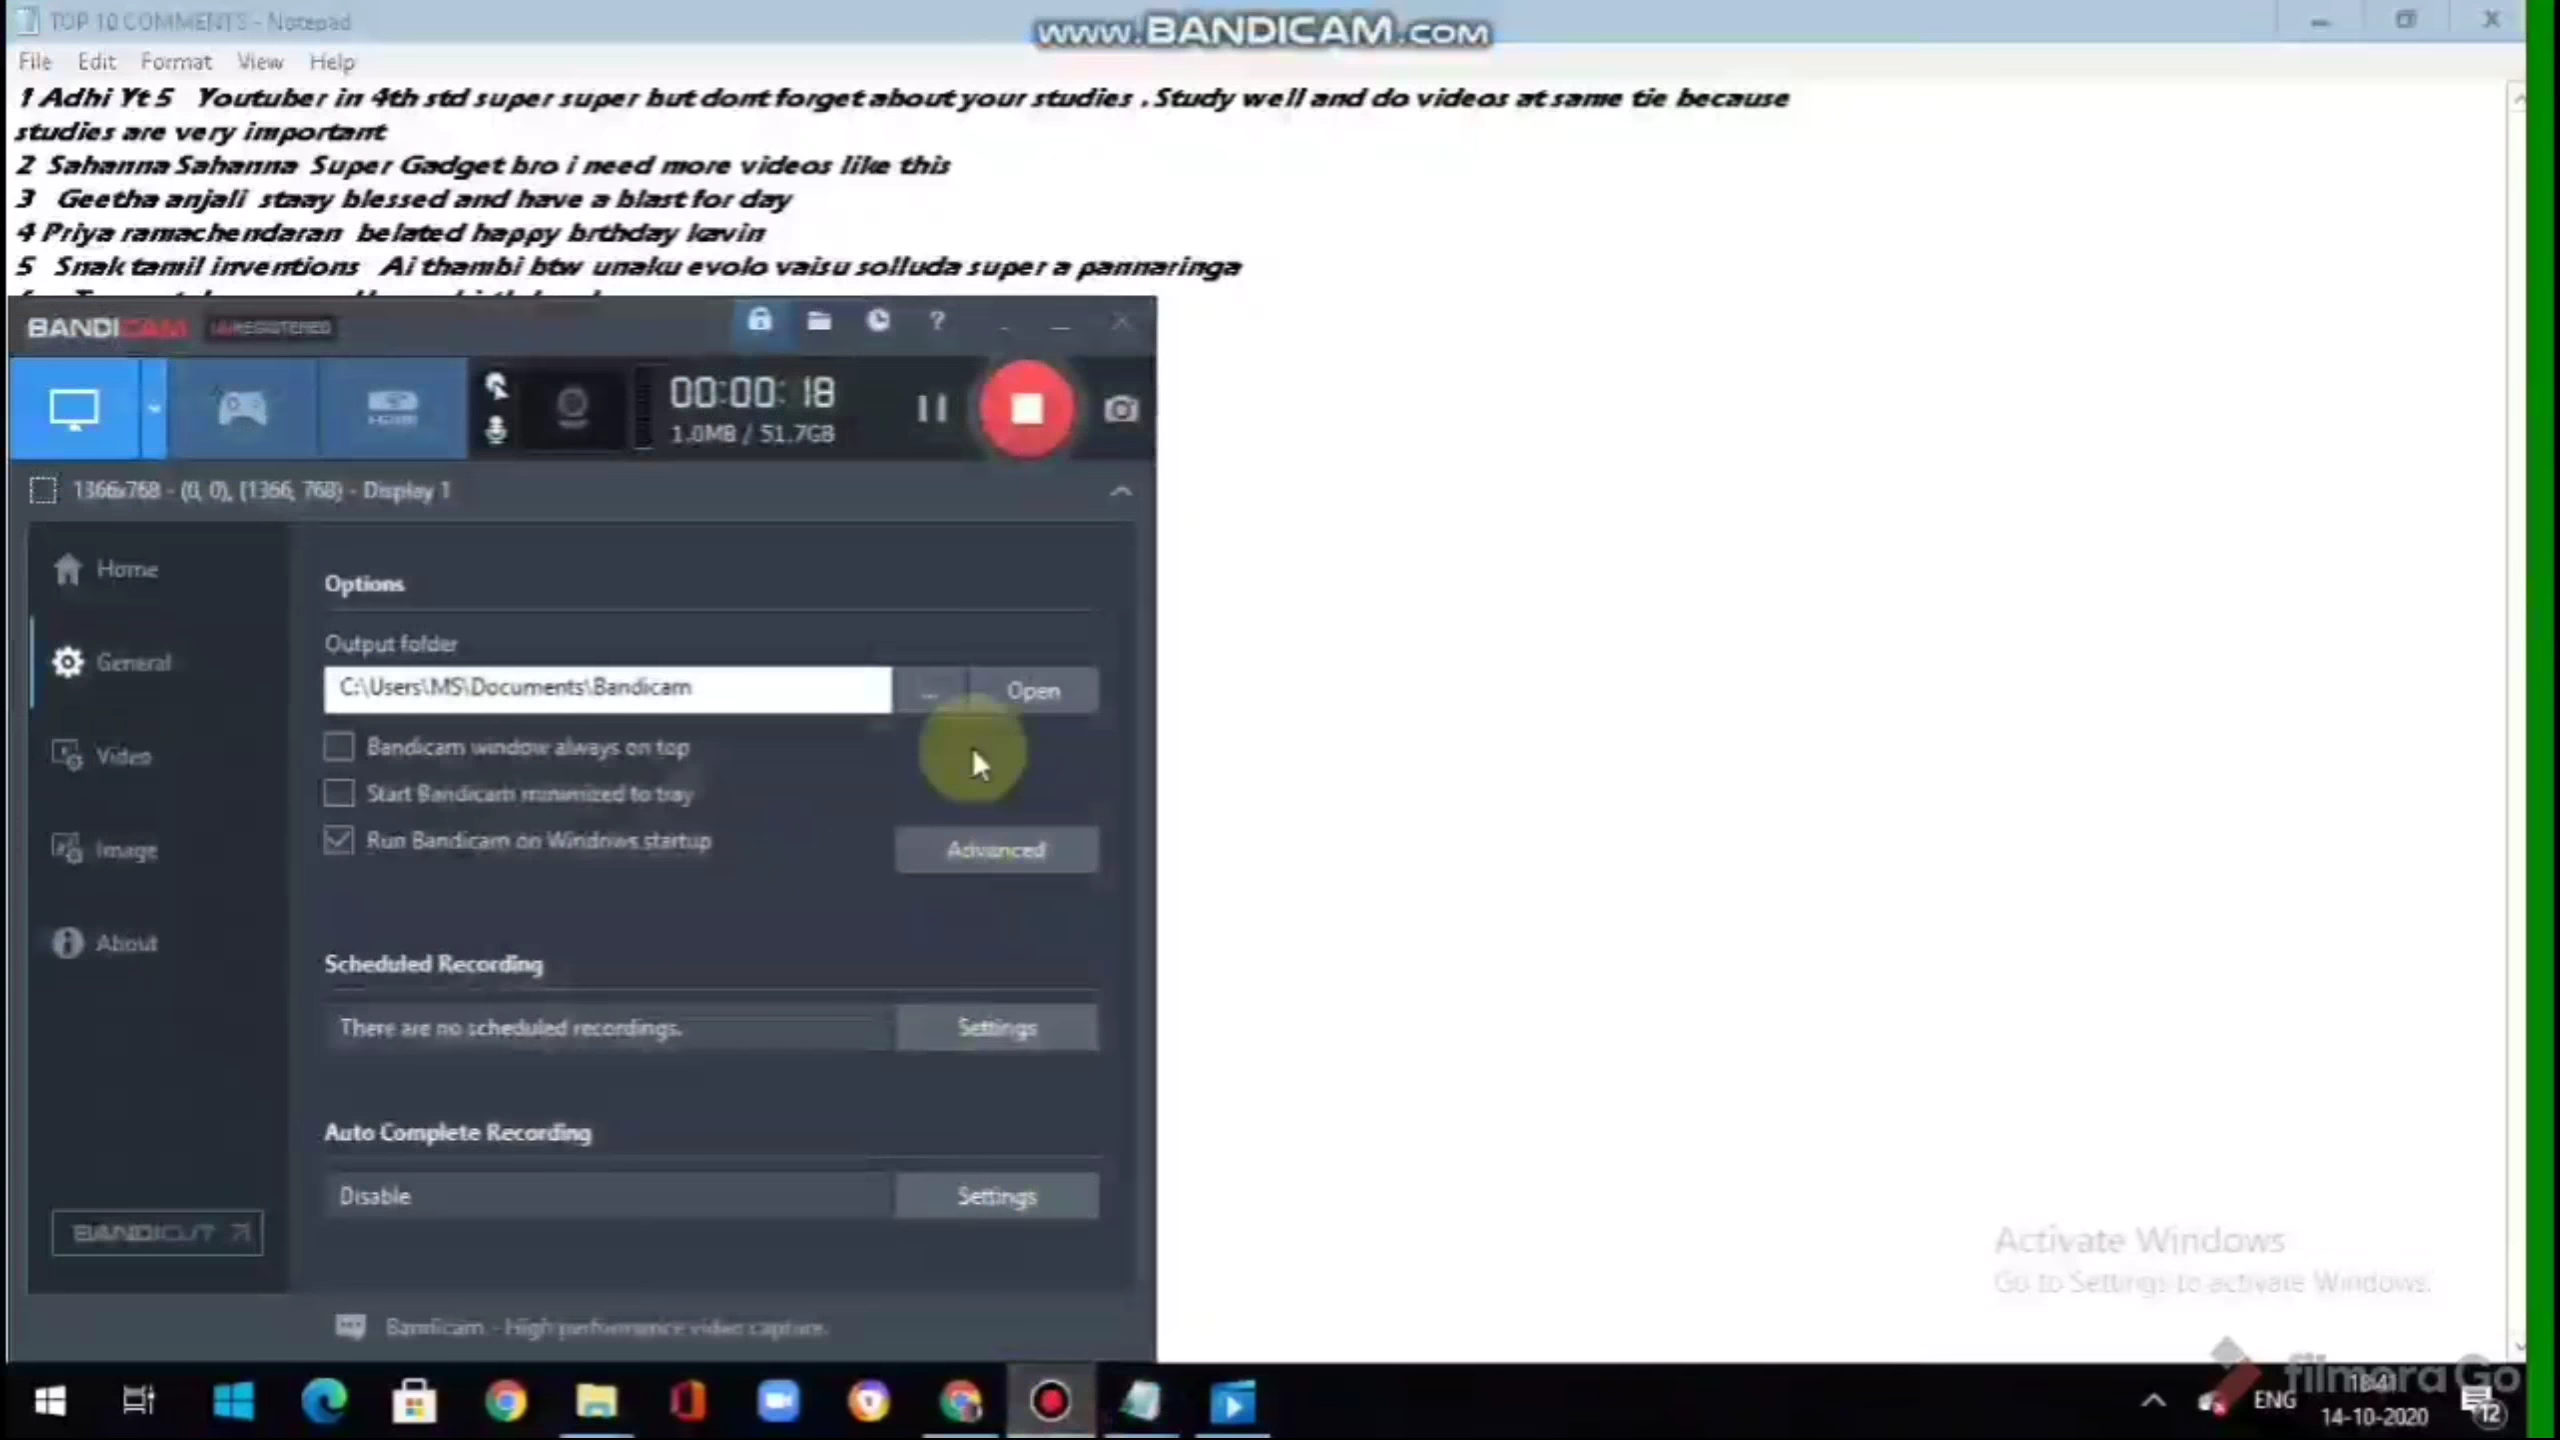 TOP 10 COMMENTS - Notepad
www.BANDICAM.com
File Edit Format View Help
1 Adhi Yt 5 Youtuber in 4th std super super but dont forget about your studies . Study well and do videos at same tie because
studies are very important
2 Sahanna Sahanna Super Gadget bro i need more videos like this
3 Geetha anjali staay blessed and have a blast for day
4 Priya ramachendaran belated happy brthday kavin
5 Snak tamil inventions Ai thambi btw unaku evolo vaisu solluda super a pannaringa
BANDICAM UNREGISTERED
00:00:18
1.0MB / 51.7GB
1366x768 - (0, 0), (1366, 768) - Display 1
Home
General
Video
Image
About
BANDICUT
Options
Output folder
C:\Users\MS\Documents\Bandicam
... Open
Bandicam window always on top
Start Bandicam minimized to tray
Run Bandicam on Windows startup
Advanced
Scheduled Recording
There are no scheduled recordings.
Settings
Auto Complete Recording
Disable
Settings
Bandicam - High performance video capture.
Activate Windows
Go to Settings to activate Windows.
filmora Go
ENG
18:41
14-10-2020
12